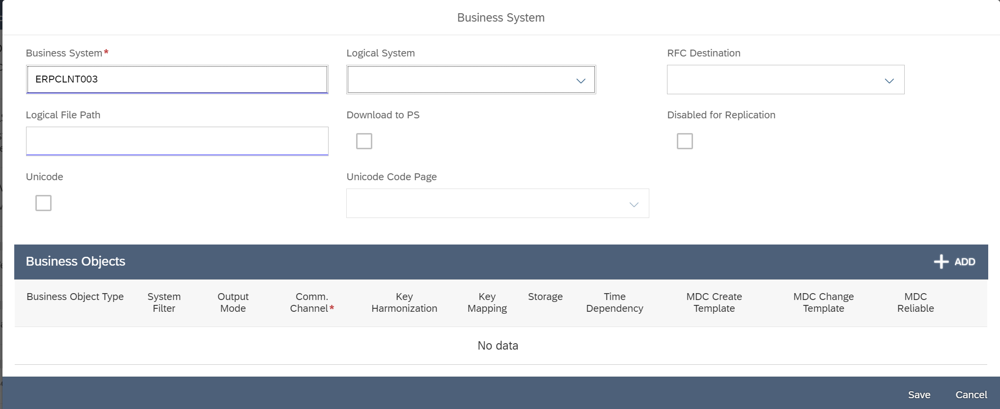 Business System
Business System*
Logical System
RFC Destination
ERPCLNT003
Logical File Path
Download to PS
Disabled for Replication
Unicode
Unicode Code Page
Business Objects
ADD
Business Object Type
System
Filter
Output
Mode
Comm.
Channel*
Key
Harmonization
Key
Mapping
Storage
Time
Dependency
MDC Create
Template
MDC Change
Template
MDC
Reliable
No data
Save
Cancel